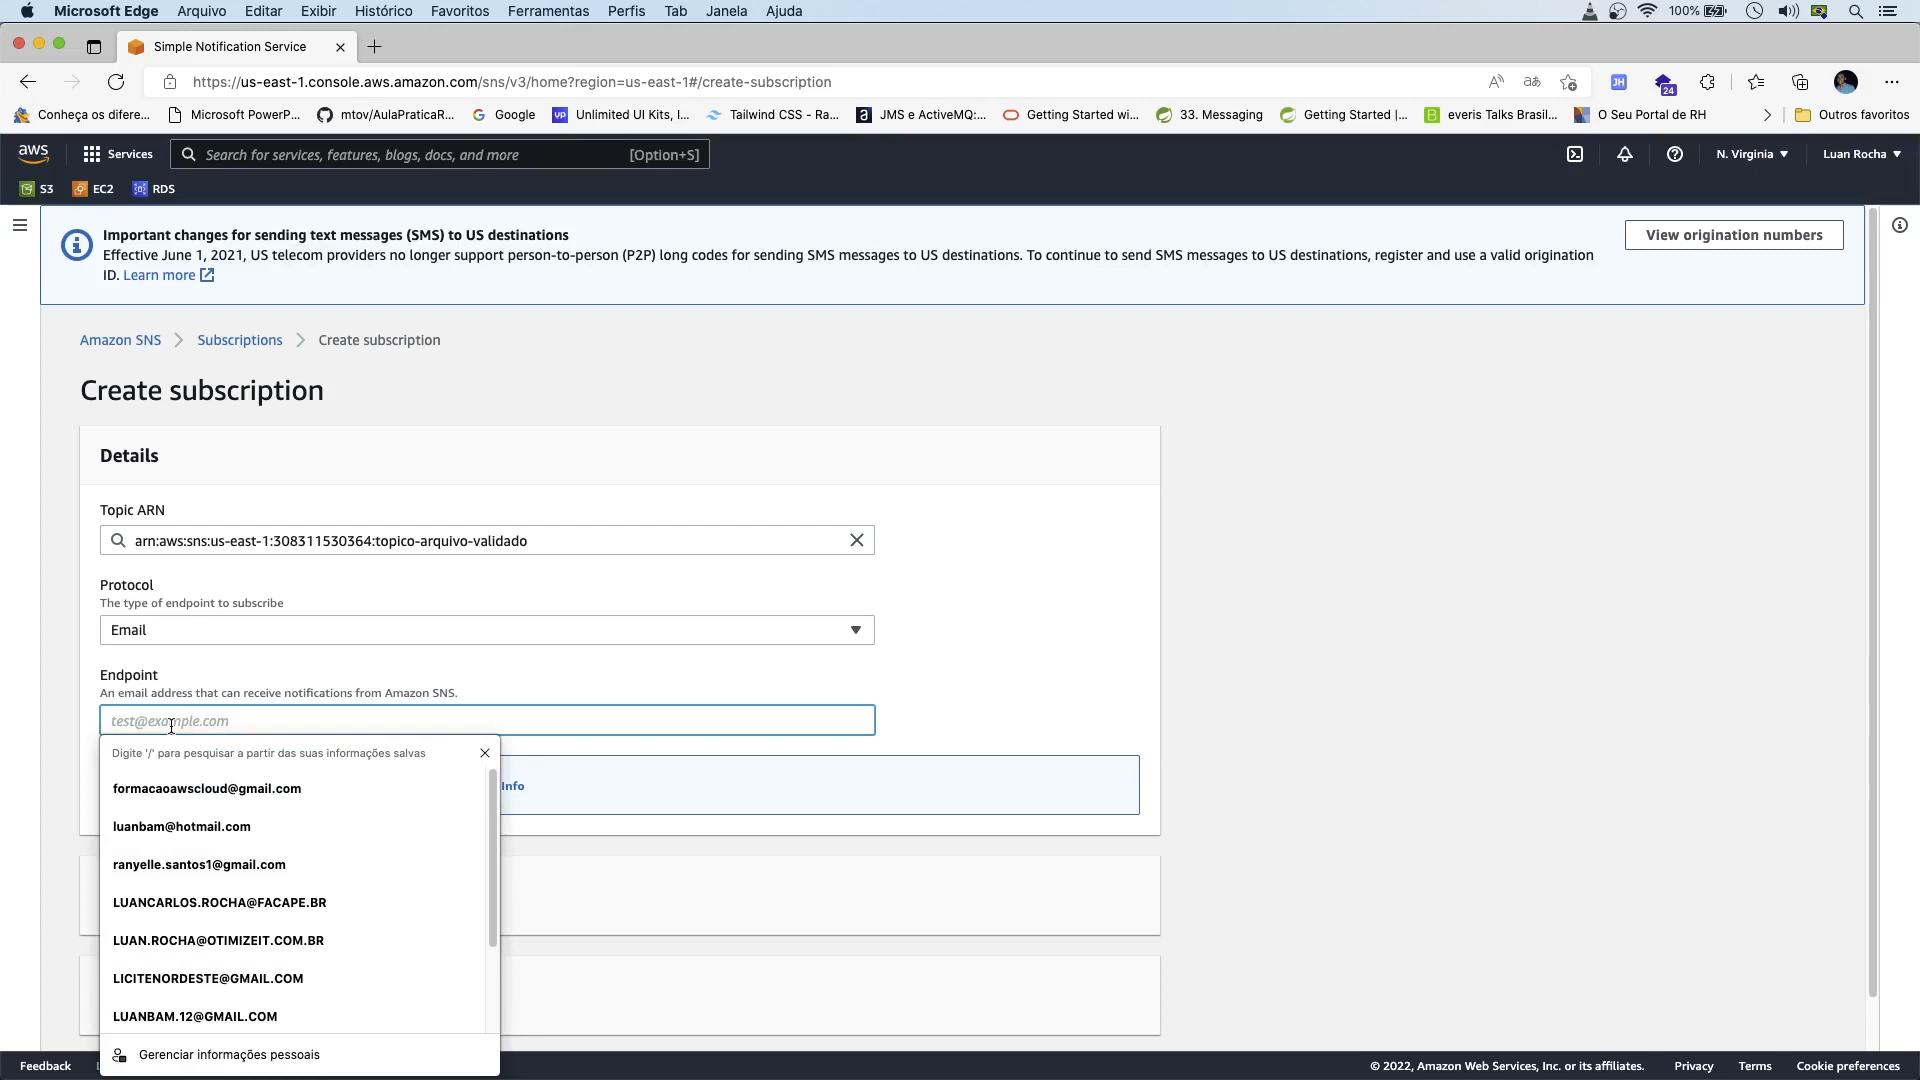 Microsoft Edge Arquivo Editar Exibir Histórico Favoritos Ferramentas Perfis Tab Janela Ajuda 100%
Simple Notification Service
https://us-east-1.console.aws.amazon.com/sns/v3/home?region=us-east-1#/create-subscription
Conheça os difere... Microsoft PowerP... mtov/AulaPraticaR... Google Unlimited UI Kits, I... Tailwind CSS - Ra... JMS e ActiveMQ:... Getting Started wi... 33. Messaging Getting Started |... everis Talks Brasil... O Seu Portal de RH Outros favoritos
aws Services Search for services, features, blogs, docs, and more [Option+S] N. Virginia Luan Rocha
S3 EC2 RDS
Important changes for sending text messages (SMS) to US destinations
Effective June 1, 2021, US telecom providers no longer support person-to-person (P2P) long codes for sending SMS messages to US destinations. To continue to send SMS messages to US destinations, register and use a valid origination
ID. Learn more
View origination numbers
Amazon SNS Subscriptions Create subscription
Create subscription
Details
Topic ARN
arn:aws:sns:us-east-1:308311530364:topico-arquivo-validado
Protocol
The type of endpoint to subscribe
Email
Endpoint
An email address that can receive notifications from Amazon SNS.
test@example.com
Digite '/' para pesquisar a partir das suas informações salvas
Info
formacaoawscloud@gmail.com
luanbam@hotmail.com
ranyelle.santos1@gmail.com
LUANCARLOS.ROCHA@FACAPE.BR
LUAN.ROCHA@OTIMIZEIT.COM.BR
LICITENORDESTE@GMAIL.COM
LUANBAM.12@GMAIL.COM
Gerenciar informações pessoais
Feedback © 2022, Amazon Web Services, Inc. or its affiliates. Privacy Terms Cookie preferences